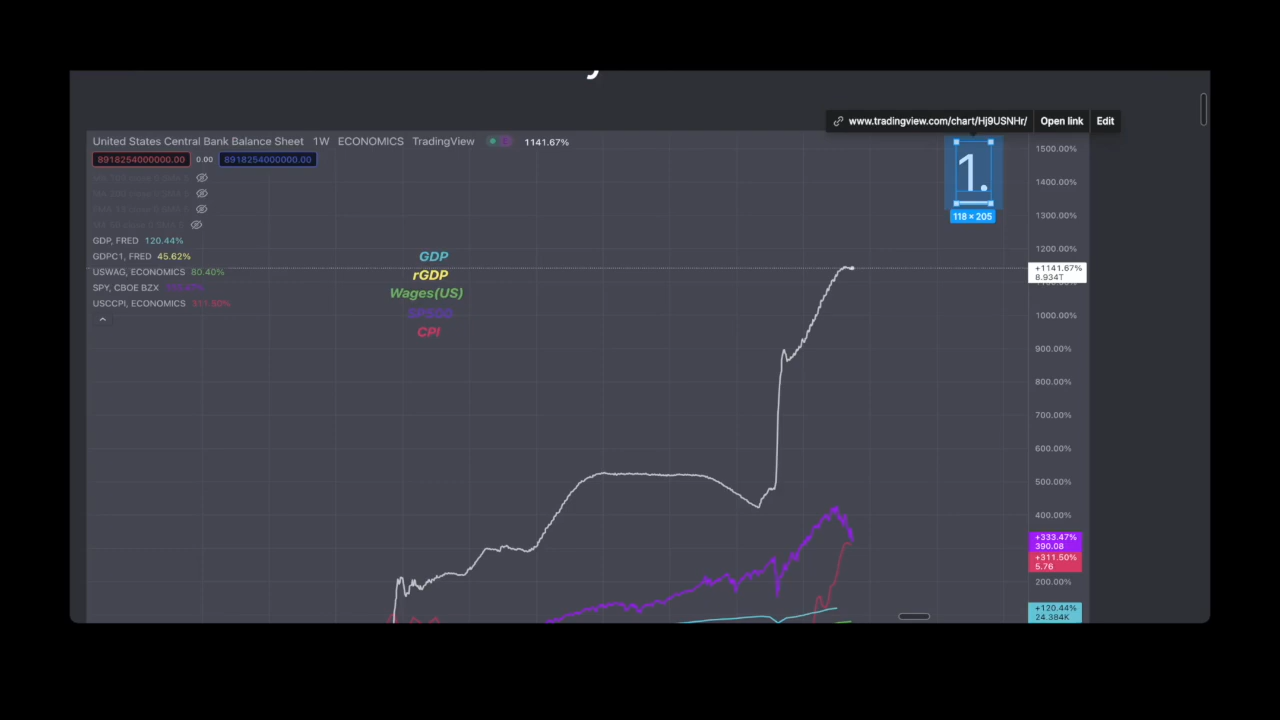 www.tradingview.com/chart/Hj9USNHr/ Open link Edit
United States Central Bank Balance Sheet 1W ECONOMICS TradingView 1141.67%
8918254000000.00 0.00 8918254000000.00
GDP, FRED 120.44%
GDPC1, FRED 45.62%
USWAG, ECONOMICS 80.40%
SPY, CBOE BZX
USCCPI, ECONOMICS 311.50%
GDP
rGDP
Wages(US)
SP500
CPI
1.
118 × 205
1500.00%
1400.00%
1300.00%
1200.00%
+1141.67%
8.934T
1000.00%
900.00%
800.00%
700.00%
600.00%
500.00%
400.00%
+333.47%
390.08
+311.50%
5.76
200.00%
+120.44%
24.384K